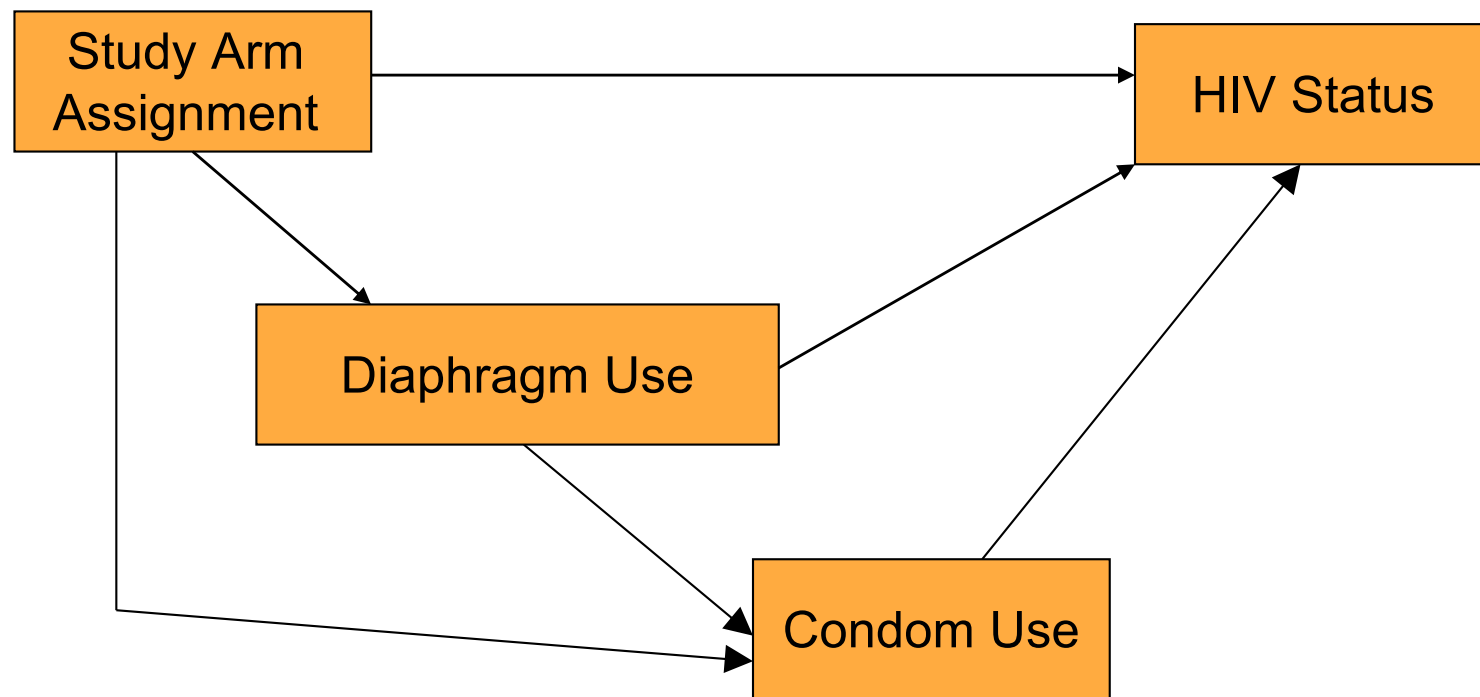 Study Arm
Assignment
HIV Status
Diaphragm Use
Condom Use